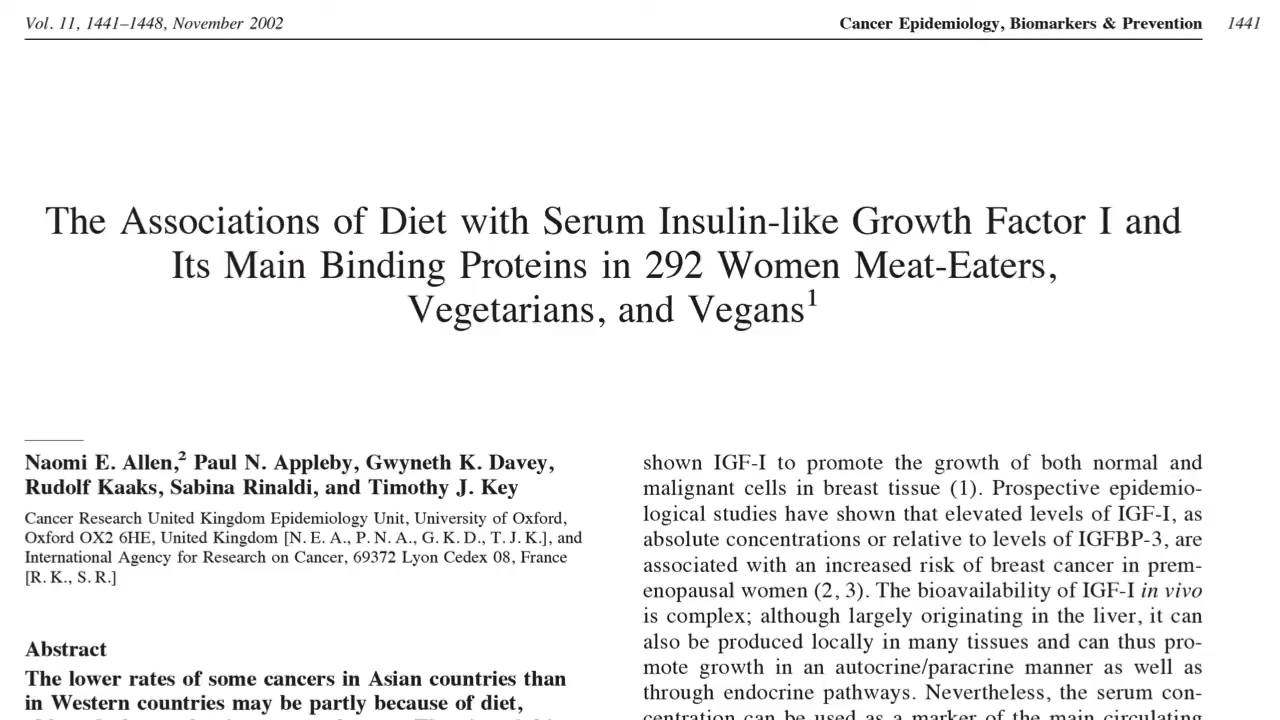 Vol. 11, 1441–1448, November 2002
Cancer Epidemiology, Biomarkers & Prevention 1441
The Associations of Diet with Serum Insulin-like Growth Factor I and
Its Main Binding Proteins in 292 Women Meat-Eaters,
Vegetarians, and Vegans1
Naomi E. Allen,2 Paul N. Appleby, Gwyneth K. Davey,
Rudolf Kaaks, Sabina Rinaldi, and Timothy J. Key
Cancer Research United Kingdom Epidemiology Unit, University of Oxford,
Oxford OX2 6HE, United Kingdom [N. E. A., P. N. A., G. K. D., T. J. K.], and
International Agency for Research on Cancer, 69372 Lyon Cedex 08, France
[R. K., S. R.]
Abstract
The lower rates of some cancers in Asian countries than
in Western countries may be partly because of diet,
shown IGF-I to promote the growth of both normal and
malignant cells in breast tissue (1). Prospective epidemio-
logical studies have shown that elevated levels of IGF-I, as
absolute concentrations or relative to levels of IGFBP-3, are
associated with an increased risk of breast cancer in prem-
enopausal women (2, 3). The bioavailability of IGF-I in vivo
is complex; although largely originating in the liver, it can
also be produced locally in many tissues and can thus pro-
mote growth in an autocrine/paracrine manner as well as
through endocrine pathways. Nevertheless, the serum con-
centration can be used as a marker of the main circulating